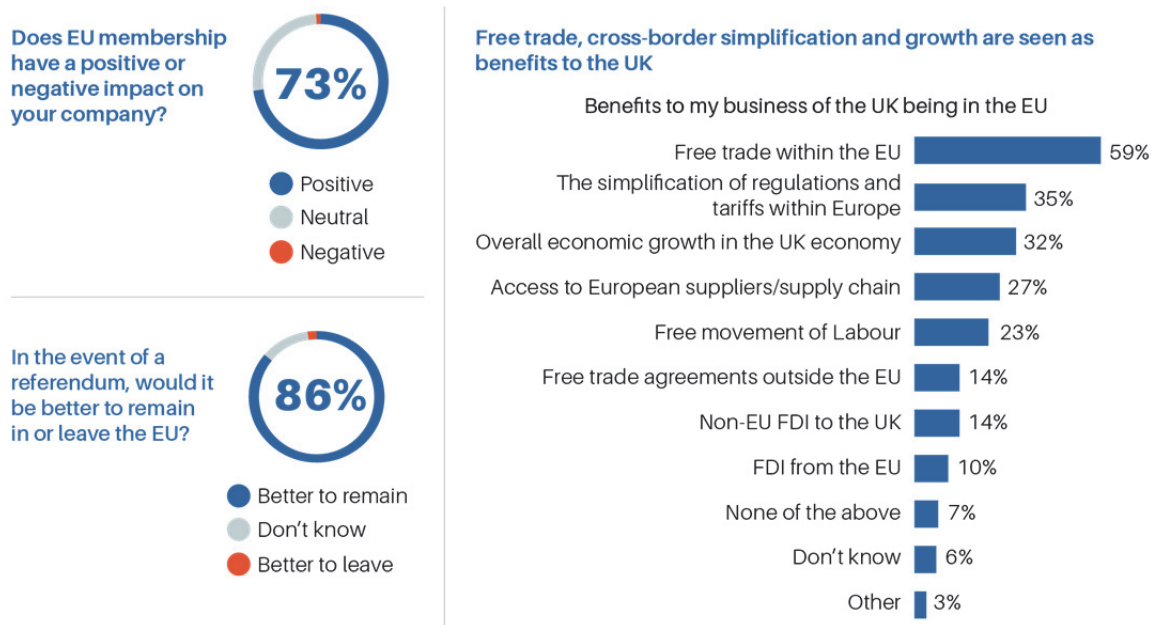 Does EU membership
have a positive or
negative impact on
your company?
73%
Positive
Neutral
Negative
In the event of a
referendum, would it
be better to remain
in or leave the EU?
86%
Better to remain
Don’t know
Better to leave
Free trade, cross-border simplification and growth are seen as
benefits to the UK
Benefits to my business of the UK being in the EU
Free trade within the EU 59%
The simplification of regulations and
tariffs within Europe 35%
Overall economic growth in the UK economy 32%
Access to European suppliers/supply chain 27%
Free movement of Labour 23%
Free trade agreements outside the EU 14%
Non-EU FDI to the UK 14%
FDI from the EU 10%
None of the above 7%
Don’t know 6%
Other 3%